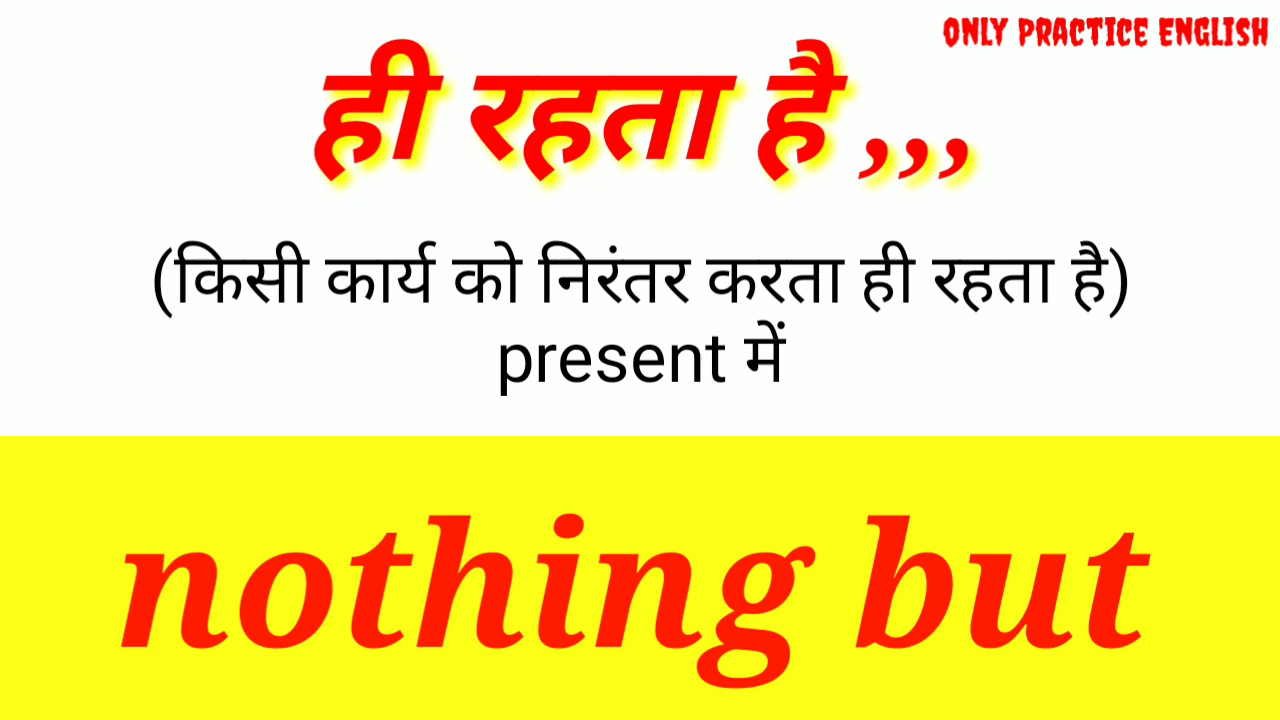 ONLY PRACTICE ENGLISH
ही रहता है ,,,
(किसी कार्य को निरंतर करता ही रहता है)
present में
nothing but